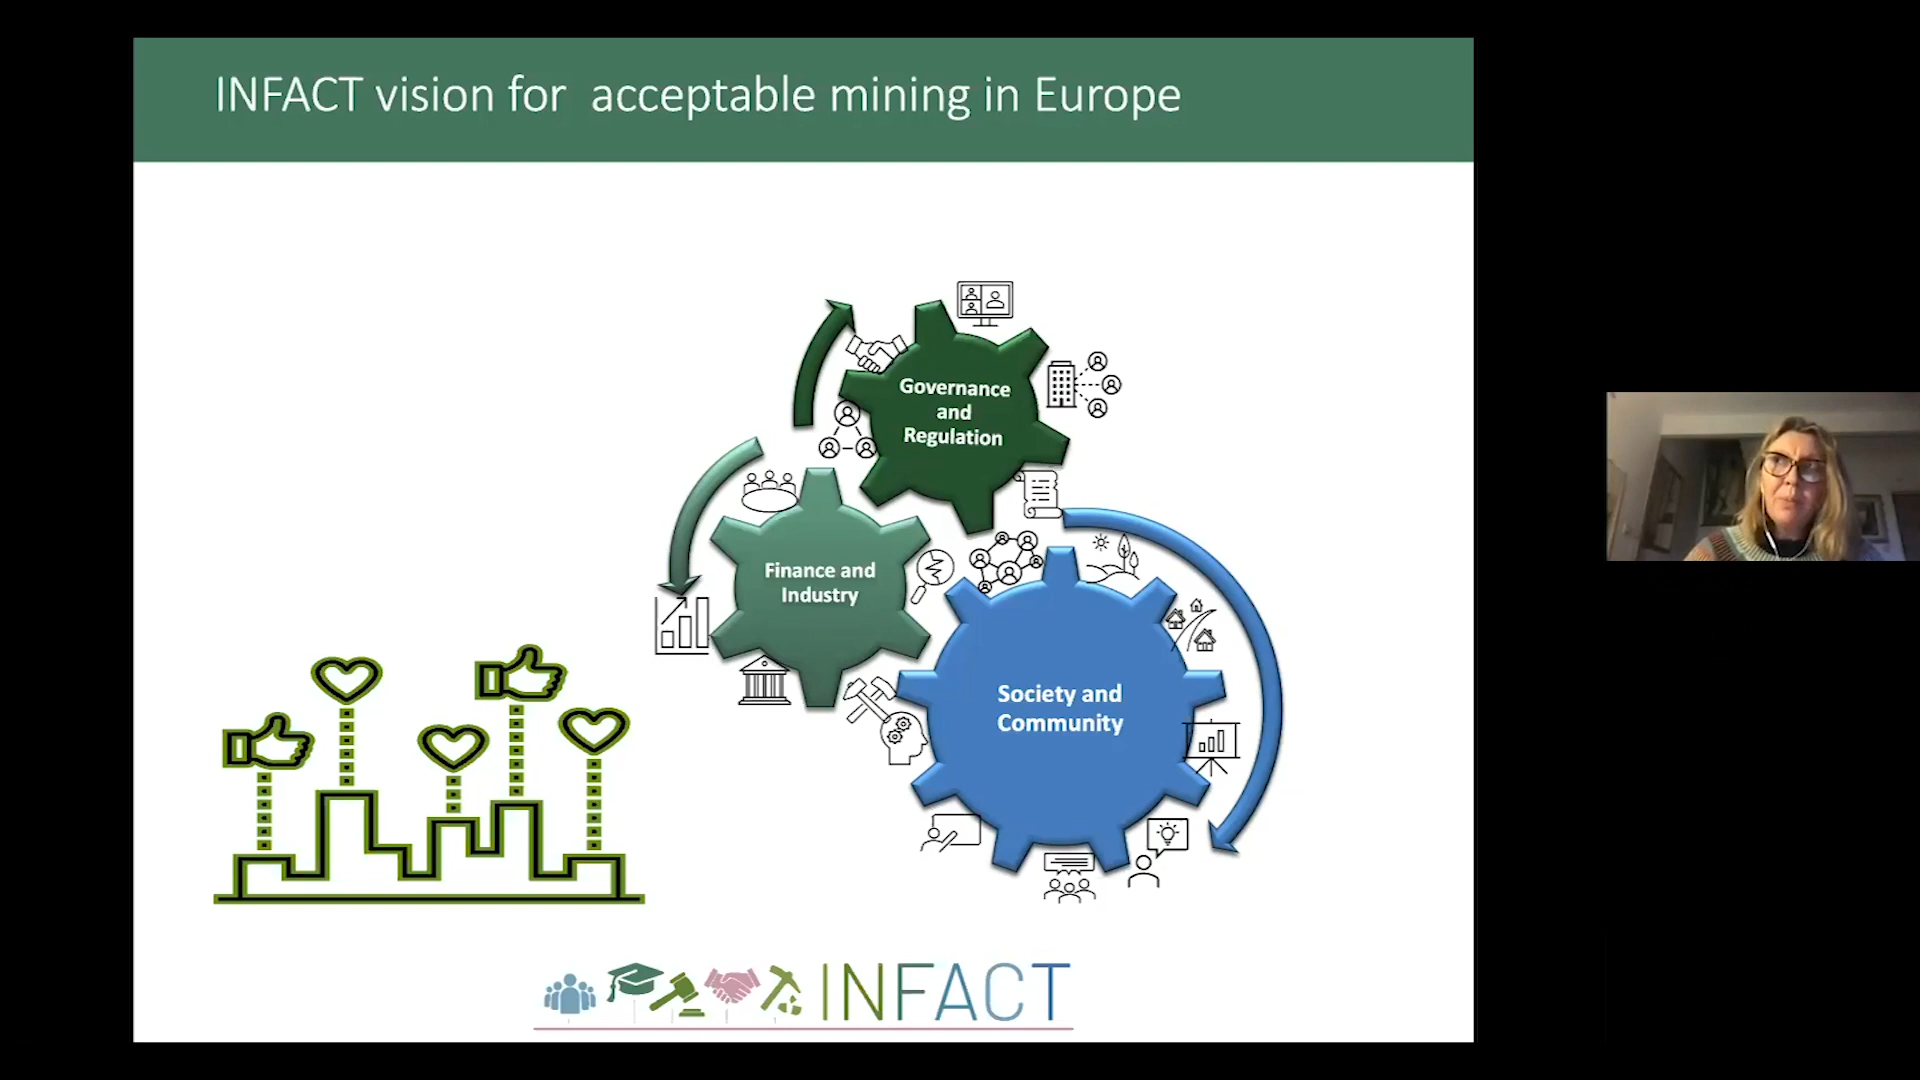 INFACT vision for  acceptable mining in Europe
Governance
and
Regulation
Finance and
Industry
Society and
Community
INFACT